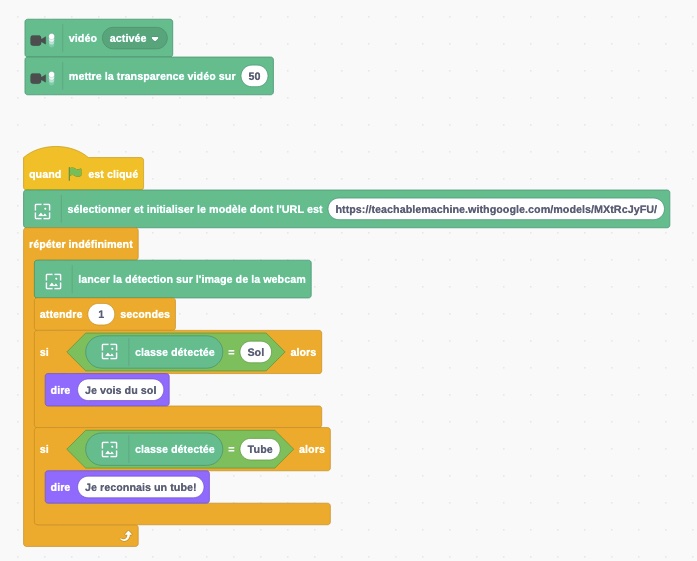 vidéo activée
mettre la transparence vidéo sur 50
quand est cliqué
sélectionner et initialiser le modèle dont l'URL est https://teachablemachine.withgoogle.com/models/MXtRcJyFU/
répéter indéfiniment
lancer la détection sur l'image de la webcam
attendre 1 secondes
si classe détectée = Sol alors
dire Je vois du sol
si classe détectée = Tube alors
dire Je reconnais un tube!